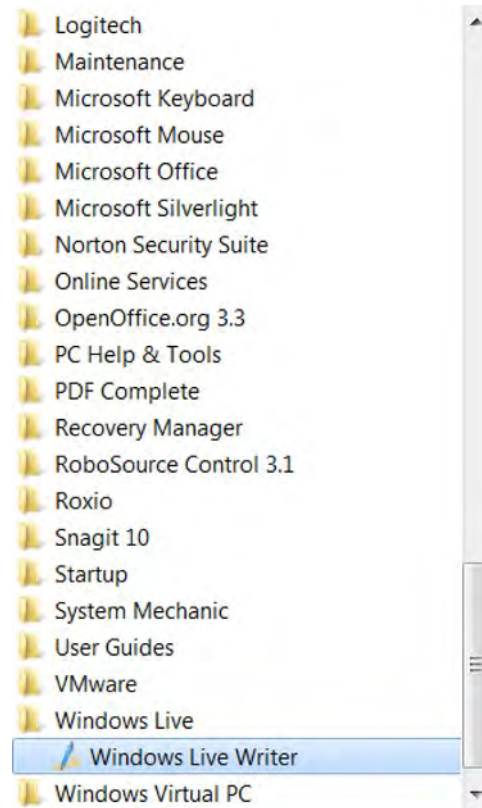 Logitech
Maintenance
Microsoft Keyboard
Microsoft Mouse
Microsoft Office
Microsoft Silverlight
Norton Security Suite
Online Services
OpenOffice.org 3.3
PC Help & Tools
PDF Complete
Recovery Manager
RoboSource Control 3.1
Roxio
Snagit 10
Startup
System Mechanic
User Guides
VMware
Windows Live
Windows Live Writer
Windows Virtual PC